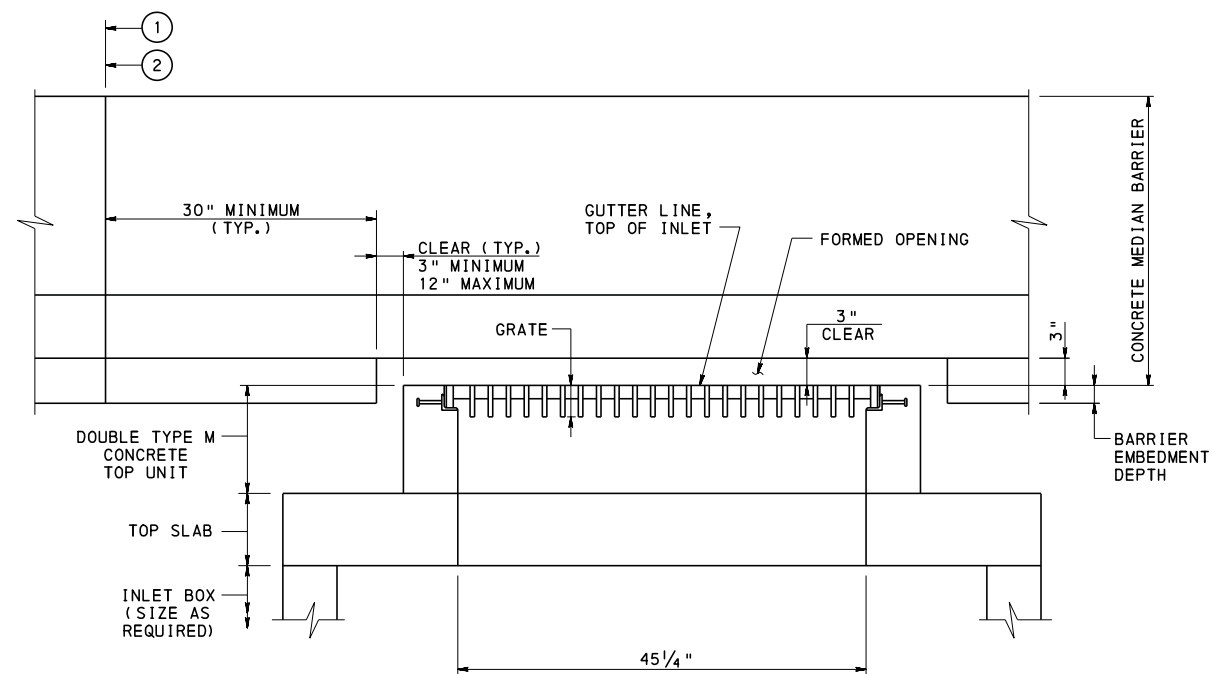 1
2
30" MINIMUM
(TYP.)
CLEAR (TYP.)
3" MINIMUM
12" MAXIMUM
GUTTER LINE,
TOP OF INLET
FORMED OPENING
GRATE
3"
CLEAR
3"
CONCRETE MEDIAN BARRIER
DOUBLE TYPE M
CONCRETE
TOP UNIT
BARRIER
EMBEDMENT
DEPTH
TOP SLAB
INLET BOX
(SIZE AS
REQUIRED)
45 1/4"